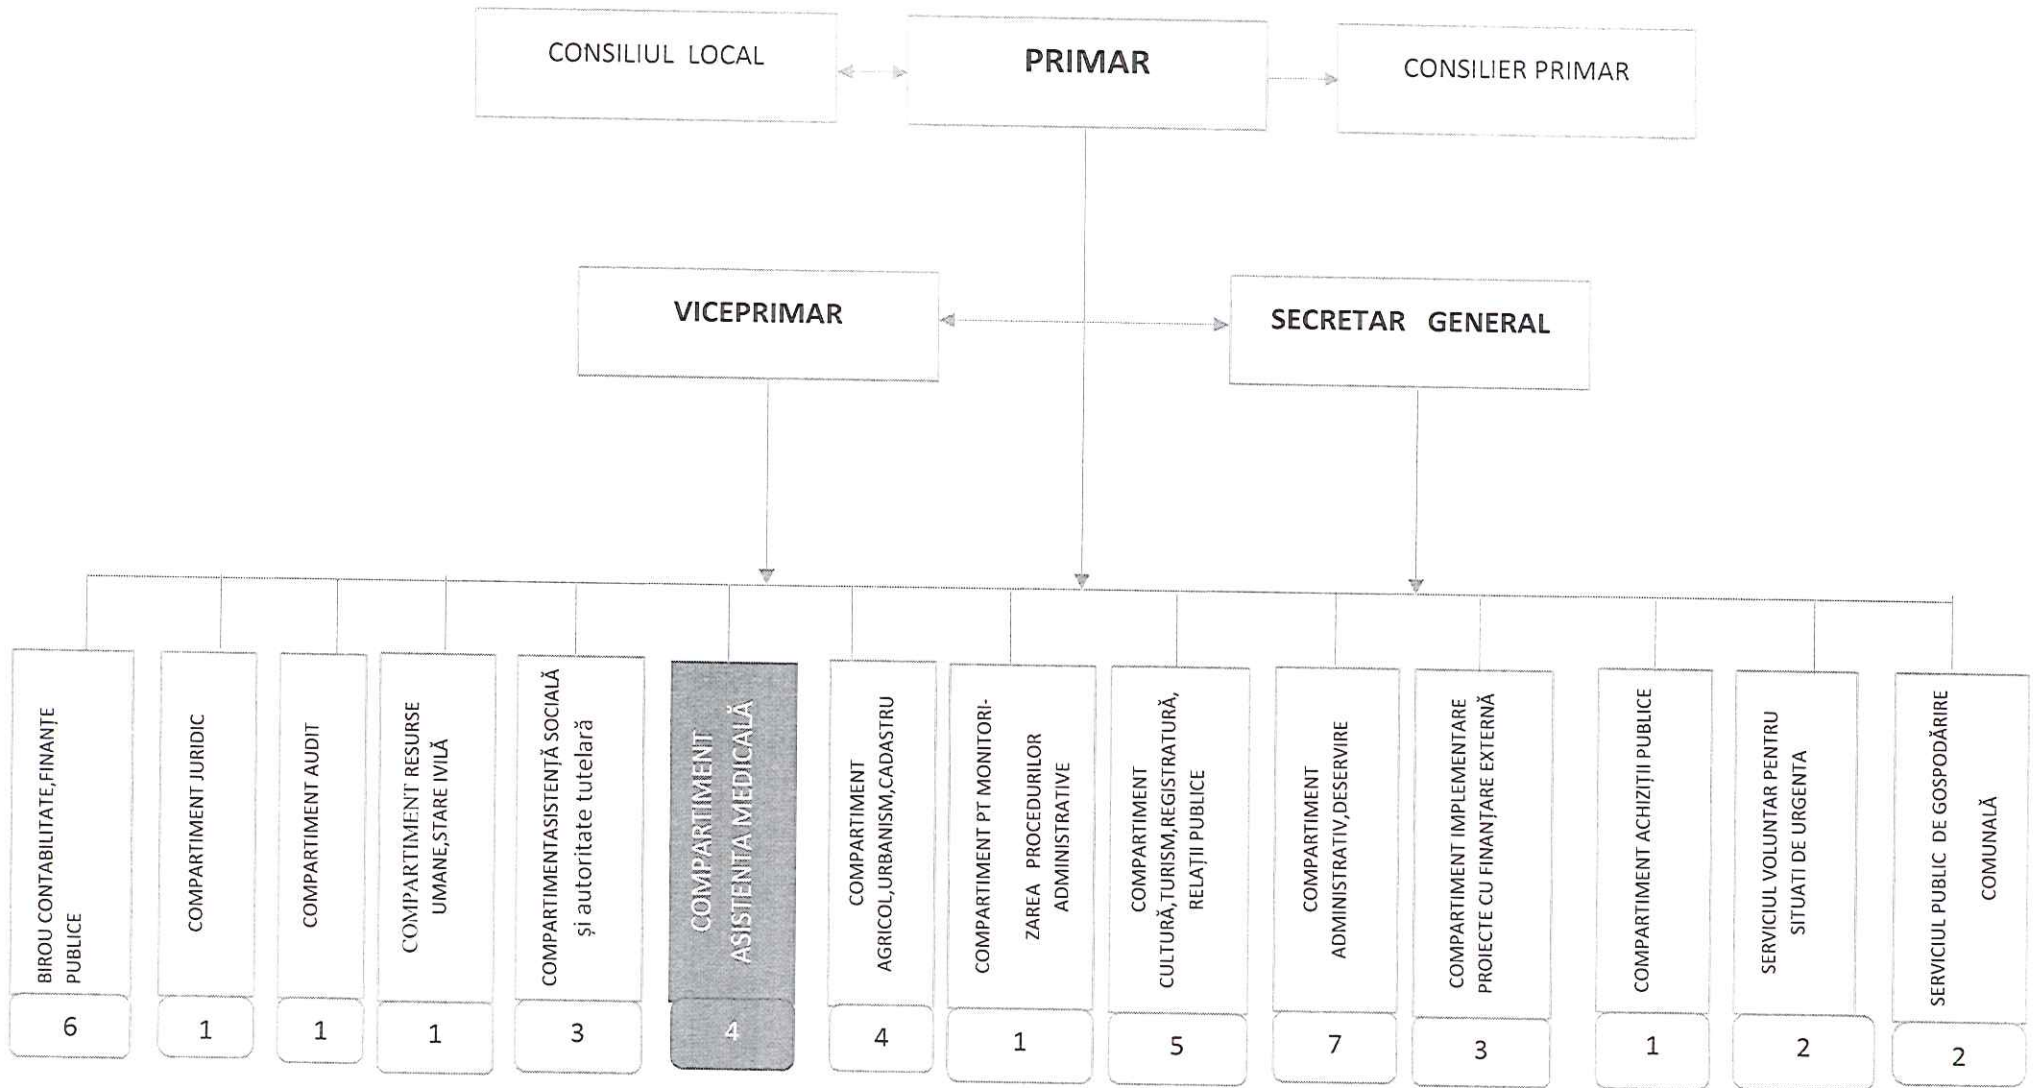 CONSILIUL LOCAL
PRIMAR
CONSILIER PRIMAR
VICEPRIMAR
SECRETAR GENERAL
BIROU CONTABILITATE,FINANȚE
PUBLICE
6
COMPARTIMENT JURIDIC
1
COMPARTIMENT AUDIT
1
COMPARTIMENT RESURSE
UMANE,STARE IVILĂ
1
COMPARTIMENTASISTENȚĂ SOCIALĂ
și autoritate tutelară
3
COMPARTIMENT
ASISTENTA MEDICALĂ
4
COMPARTIMENT
AGRICOL,URBANISM,CADASTRU
4
COMPARTIMENT PT MONITORI-
ZAREA PROCEDURILOR
ADMINISTRATIVE
1
COMPARTIMENT
CULTURĂ,TURISM,REGISTRATURĂ,
RELAȚII PUBLICE
5
COMPARTIMENT
ADMINISTRATIV,DESERVIRE
7
COMPARTIMENT IMPLEMENTARE
PROIECTE CU FINANȚARE EXTERNĂ
3
COMPARTIMENT ACHIZIȚII PUBLICE
1
SERVICIUL VOLUNTAR PENTRU
SITUATI DE URGENTA
2
SERVICIUL PUBLIC DE GOSPODĂRIRE
COMUNALĂ
2